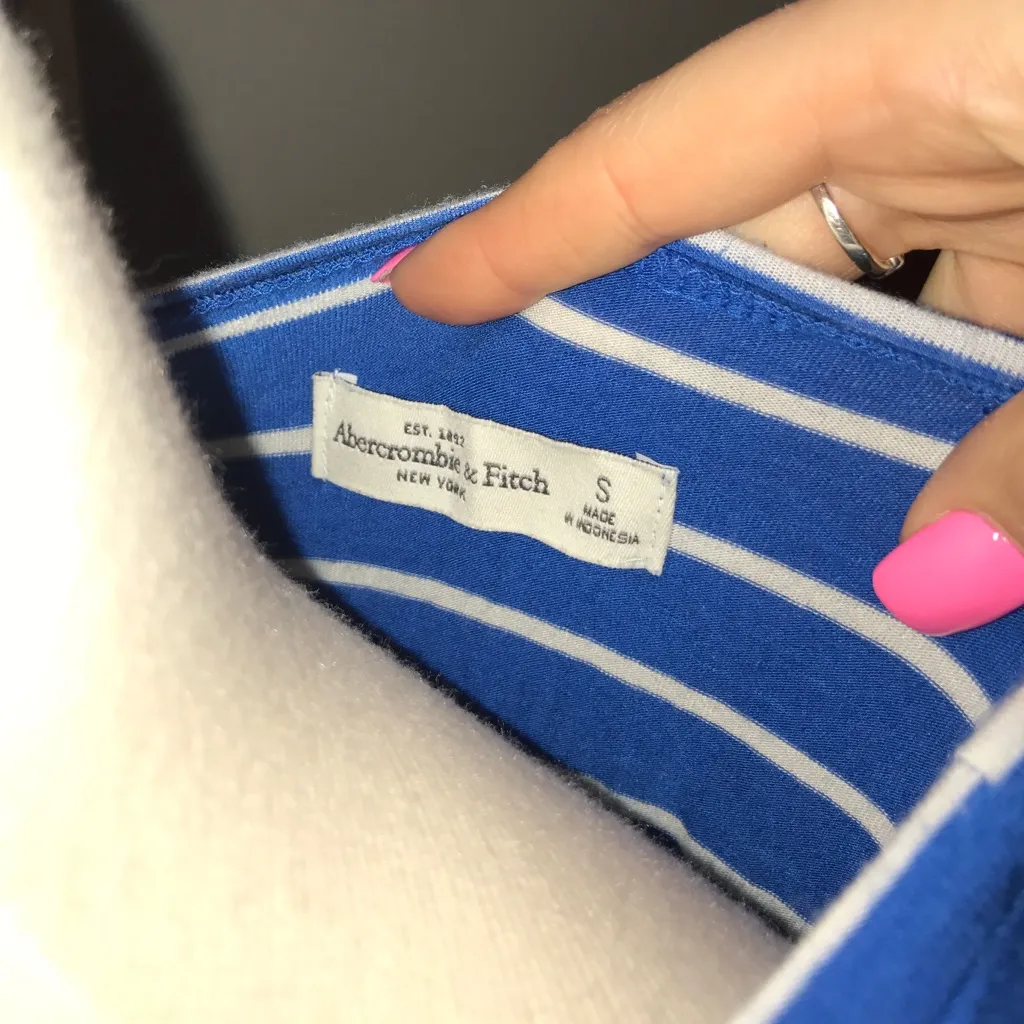 EST. 1892
Abercrombie & Fitch
NEW YORK
S
MADE
IN INDONESIA